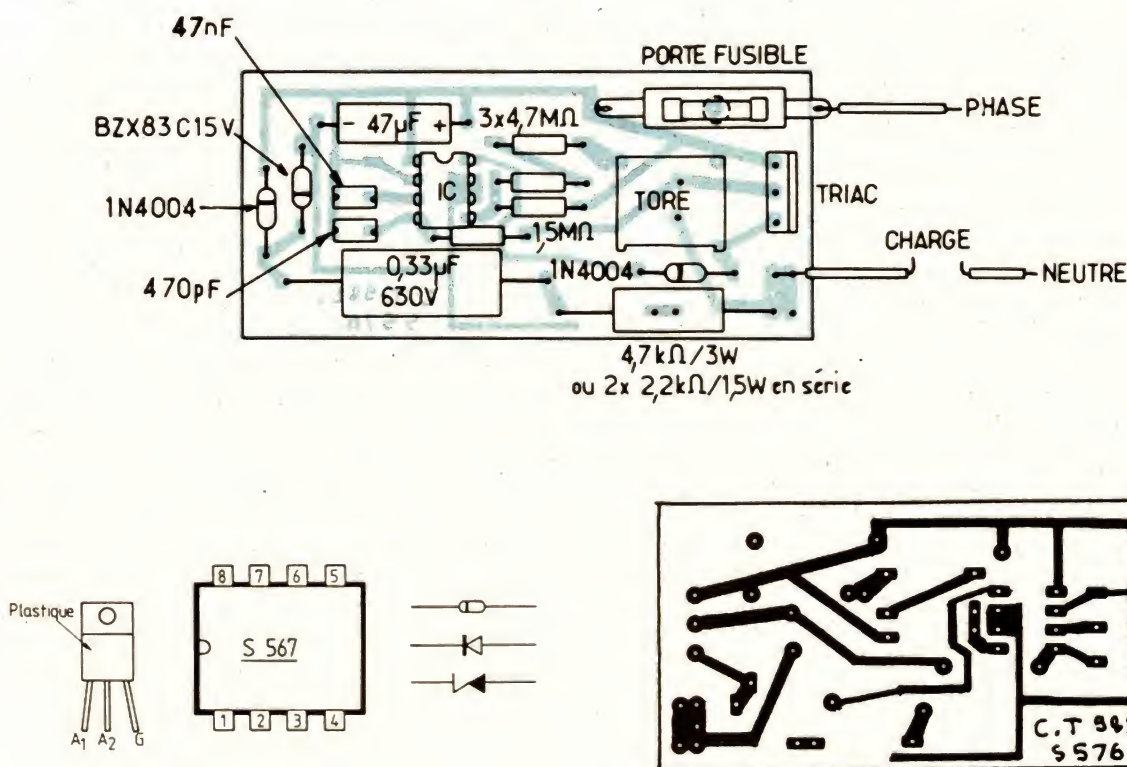 47nF
PORTE FUSIBLE
PHASE
BZX83 C15V
- 47µF +
3x4,7MΩ
IC
TORE
TRIAC
1N4004
1,5MΩ
CHARGE
0,33µF
630V
1N4004
NEUTRE
470pF
4,7kΩ/3W
ou 2x 2,2kΩ/1,5W en série
Plastique
8 7 6 5
S 567
1 2 3 4
A1 A2 G
C.T
S 576